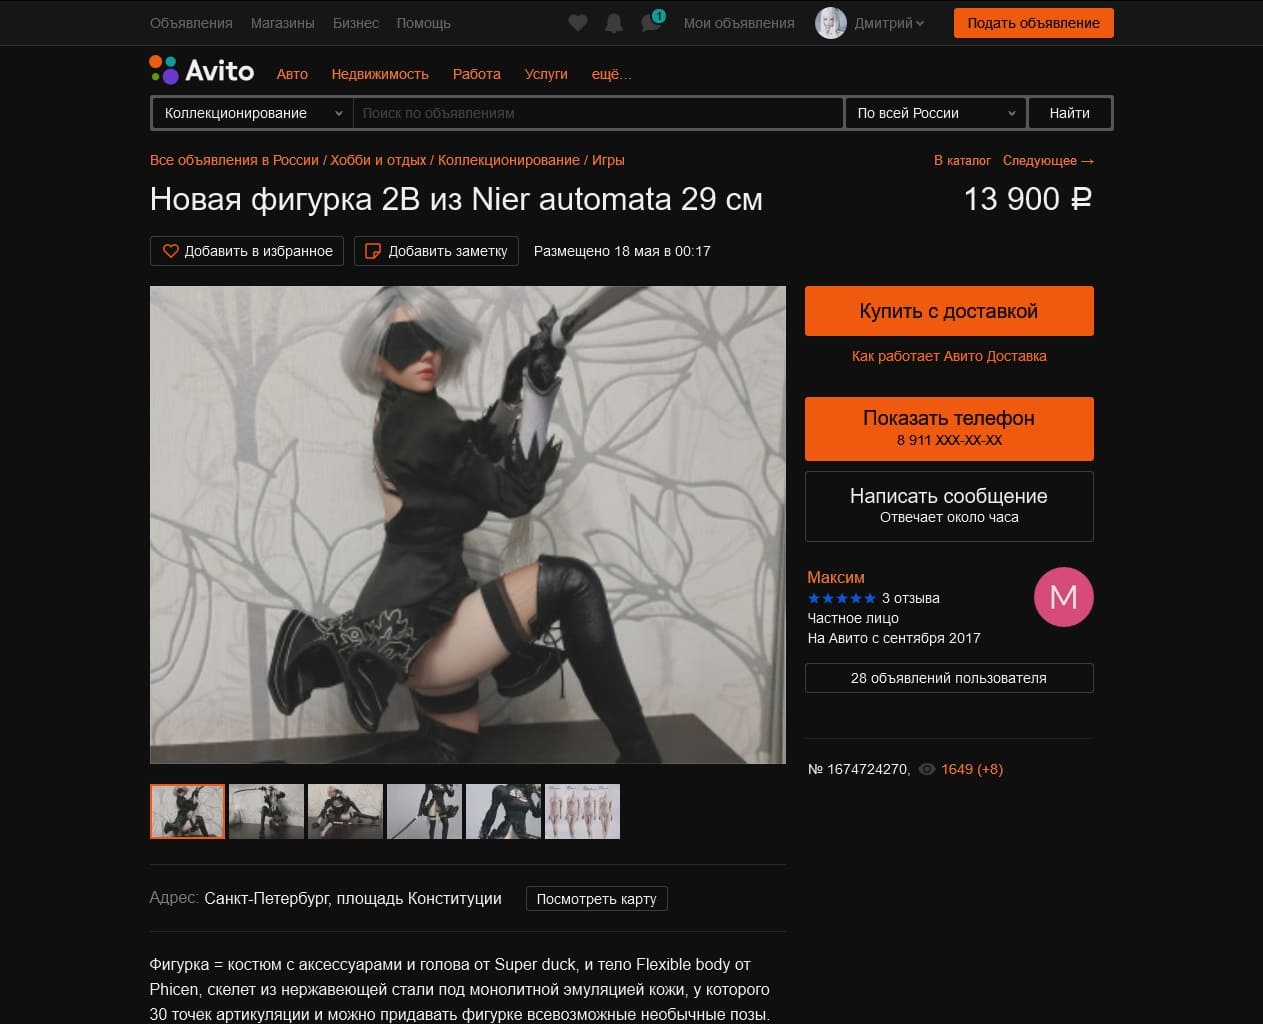 Объявления Магазины Бизнес Помощь 1 Мои объявления Дмитрий Подать объявление
Avito Авто Недвижимость Работа Услуги ещё...
Коллекционирование Поиск по объявлениям По всей России Найти
Все объявления в России / Хобби и отдых / Коллекционирование / Игры В каталог Следующее →
Новая фигурка 2B из Nier automata 29 см 13 900 ₽
Добавить в избранное Добавить заметку Размещено 18 мая в 00:17
Купить с доставкой
Как работает Авито Доставка
Показать телефон
8 911 XXX-XX-XX
Написать сообщение
Отвечает около часа
Максим
3 отзыва
Частное лицо
На Авито с сентября 2017
М
28 объявлений пользователя
№ 1674724270, 1649 (+8)
Адрес: Санкт-Петербург, площадь Конституции Посмотреть карту
Фигурка = костюм с аксессуарами и голова от Super duck, и тело Flexible body от
Phicen, скелет из нержавеющей стали под монолитной эмуляцией кожи, у которого
30 точек артикуляции и можно придавать фигурке всевозможные необычные позы.